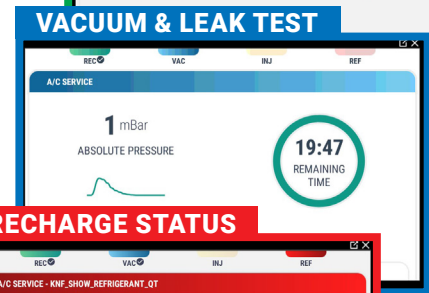 VACUUM & LEAK TEST
REC VAC INJ REF
A/C SERVICE
1 mBar
ABSOLUTE PRESSURE
19:47
REMAINING
TIME
RECHARGE STATUS
REC VAC INJ REF
A/C SERVICE - KNF_SHOW_REFRIGERANT_QT